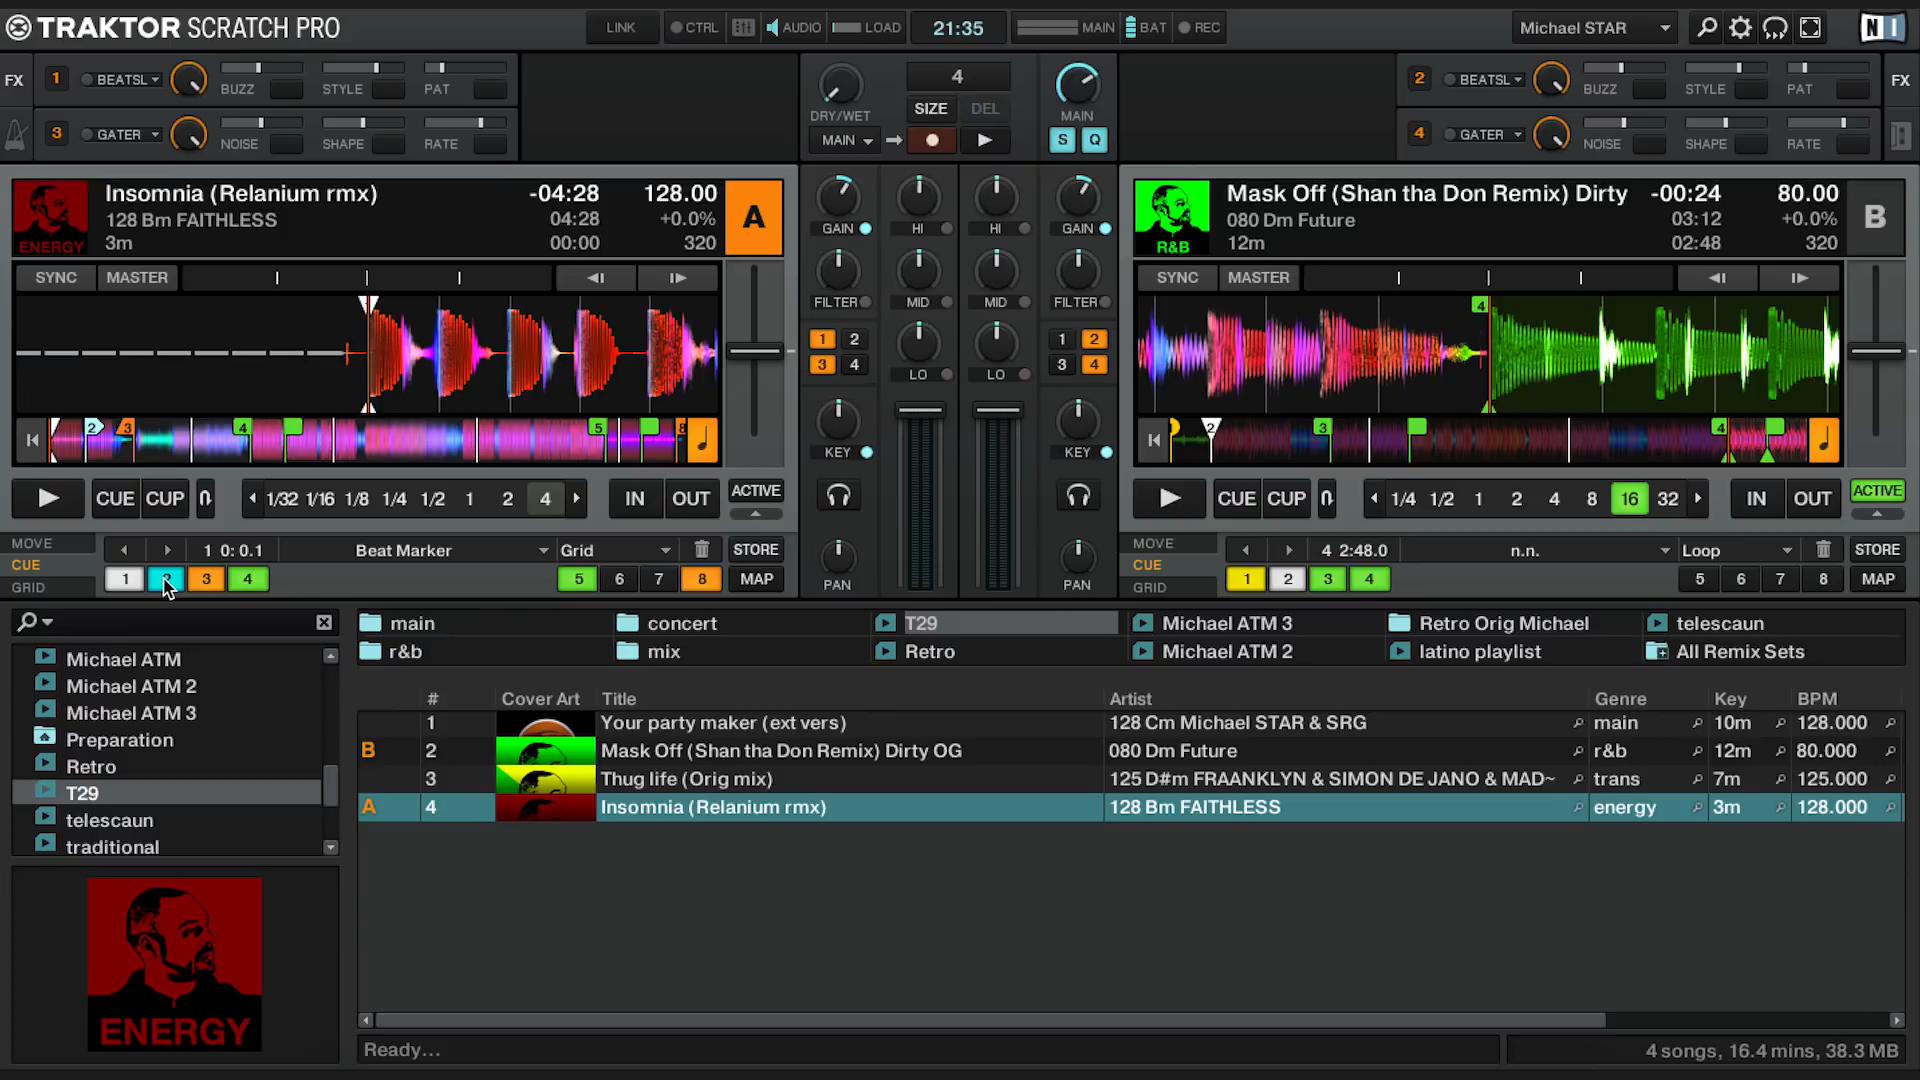 TRAKTOR SCRATCH PRO
LINK CTRL AUDIO LOAD 21:35 MAIN BAT REC Michael STAR
FX 1 BEATSL BUZZ STYLE PAT
3 GATER NOISE SHAPE RATE
4
DRY/WET SIZE DEL MAIN
MAIN S Q
2 BEATSL BUZZ STYLE PAT FX
4 GATER NOISE SHAPE RATE
Insomnia (Relanium rmx) -04:28 128.00
128 Bm FAITHLESS 04:28 +0.0%
3m 00:00 320
A
ENERGY
SYNC MASTER
2 3 4 5 8
CUE CUP 1/32 1/16 1/8 1/4 1/2 1 2 4 IN OUT ACTIVE
MOVE
CUE
GRID
1 0: 0.1 Beat Marker Grid STORE
1 2 3 4 5 6 7 8 MAP
GAIN HI HI GAIN
FILTER MID MID FILTER
1 2 1 2
3 4 LO LO 3 4
KEY KEY
PAN PAN
Mask Off (Shan tha Don Remix) Dirty -00:24 80.00
080 Dm Future 03:12 +0.0%
12m 02:48 320
B
R&B
SYNC MASTER
4
2 3 4
CUE CUP 1/4 1/2 1 2 4 8 16 32 IN OUT ACTIVE
MOVE
CUE
GRID
4 2:48.0 n.n. Loop STORE
1 2 3 4 5 6 7 8 MAP
main concert T29 Michael ATM 3 Retro Orig Michael telescaun
r&b mix Retro Michael ATM 2 latino playlist All Remix Sets
Michael ATM
Michael ATM 2
Michael ATM 3
Preparation
Retro
T29
telescaun
traditional
ENERGY
# Cover Art Title Artist Genre Key BPM
1 Your party maker (ext vers) 128 Cm Michael STAR & SRG main 10m 128.000
B 2 Mask Off (Shan tha Don Remix) Dirty OG 080 Dm Future r&b 12m 80.000
3 Thug life (Orig mix) 125 D#m FRAANKLYN & SIMON DE JANO & MAD~ trans 7m 125.000
A 4 Insomnia (Relanium rmx) 128 Bm FAITHLESS energy 3m 128.000
Ready... 4 songs, 16.4 mins, 38.3 MB